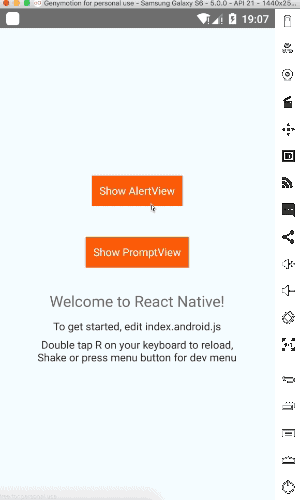 Genymotion for personal use - Samsung Galaxy S6 - 5.0.0 - API 21 - 1440x25...
19:07
Show AlertView
Show PromptView
Welcome to React Native!
To get started, edit index.android.js
Double tap R on your keyboard to reload,
Shake or press menu button for dev menu